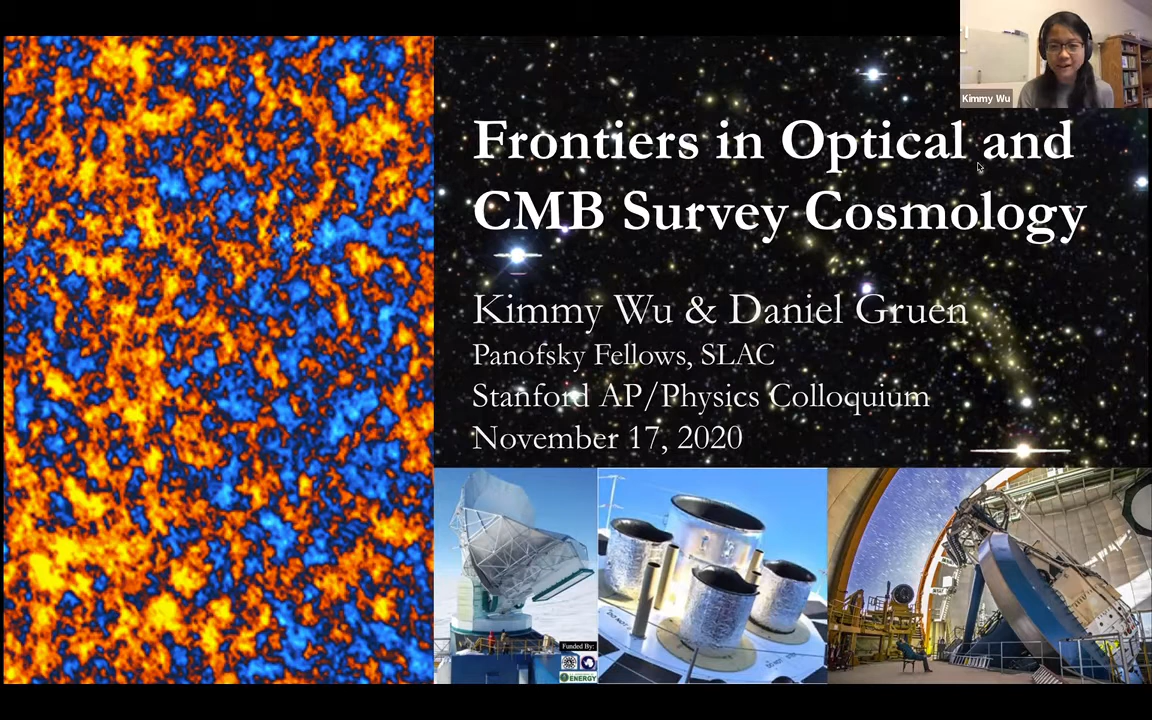 Kimmy Wu
Frontiers in Optical and
CMB Survey Cosmology
Kimmy Wu & Daniel Gruen
Panofsky Fellows, SLAC
Stanford AP/Physics Colloquium
November 17, 2020
Funded By:
ENERGY